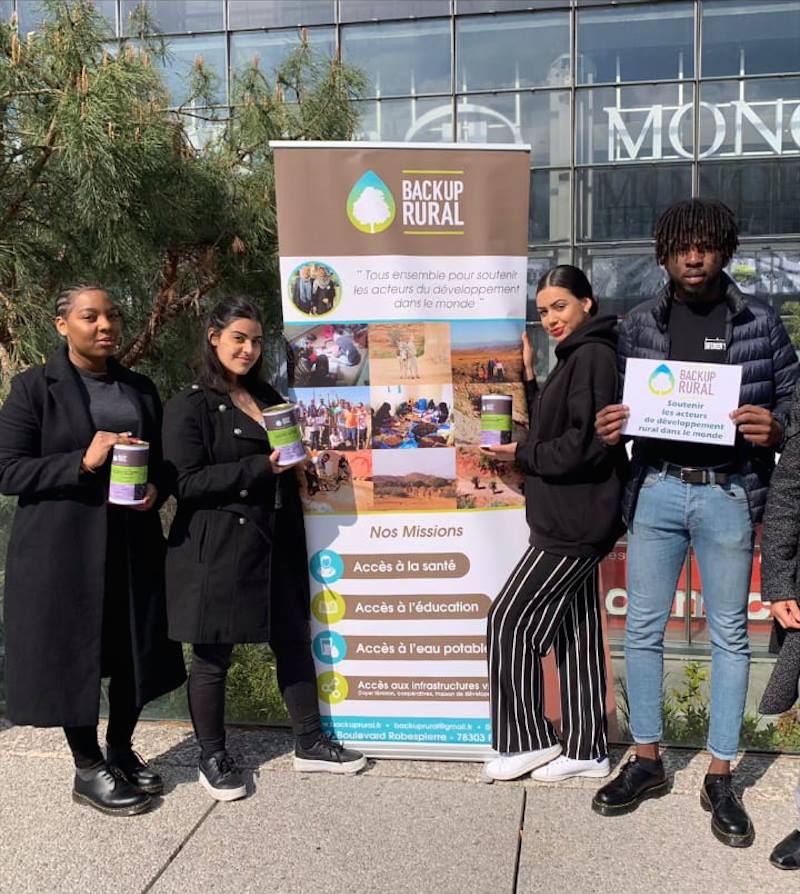 MONO
BACKUP
RURAL
" Tous ensemble pour soutenir
les acteurs du développement
dans le monde "
BACKUP
RURAL
Soutenir
les acteurs
de développement
rural dans le monde
Nos Missions
Accès à la santé
Accès à l'éducation
Accès à l'eau potable
Accès aux infrastructures
backuprural.fr • backuprural@gmail.fr •
Boulevard Robespierre - 78303